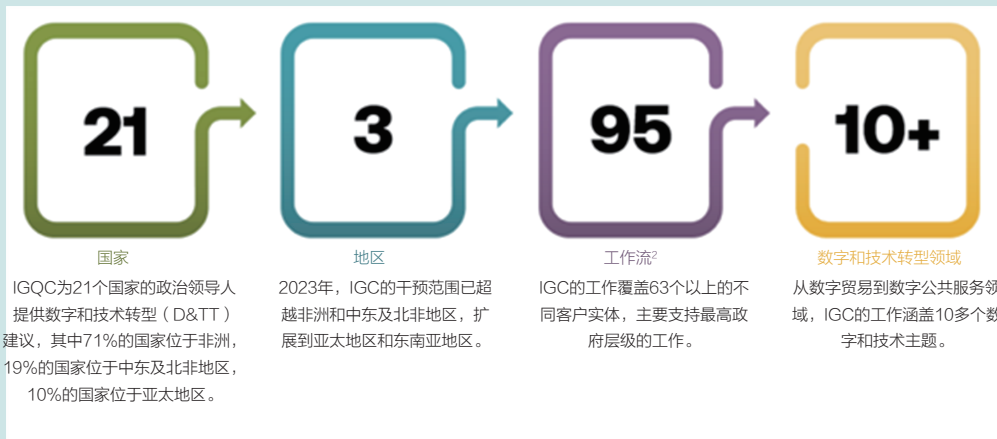 21
国家
IGQC为21个国家的政治领导人
提供数字和技术转型（D&TT）
建议，其中71%的国家位于非洲，
19%的国家位于中东及北非地区，
10%的国家位于亚太地区。
3
地区
2023年，IGC的干预范围已超
越非洲和中东及北非地区，扩
展到亚太地区和东南亚地区。
95
工作流2
IGC的工作覆盖63个以上的不
同客户实体，主要支持最高政
府层级的工作。
10+
数字和技术转型领域
从数字贸易到数字公共服务领
域，IGC的工作涵盖10多个数
字和技术主题。